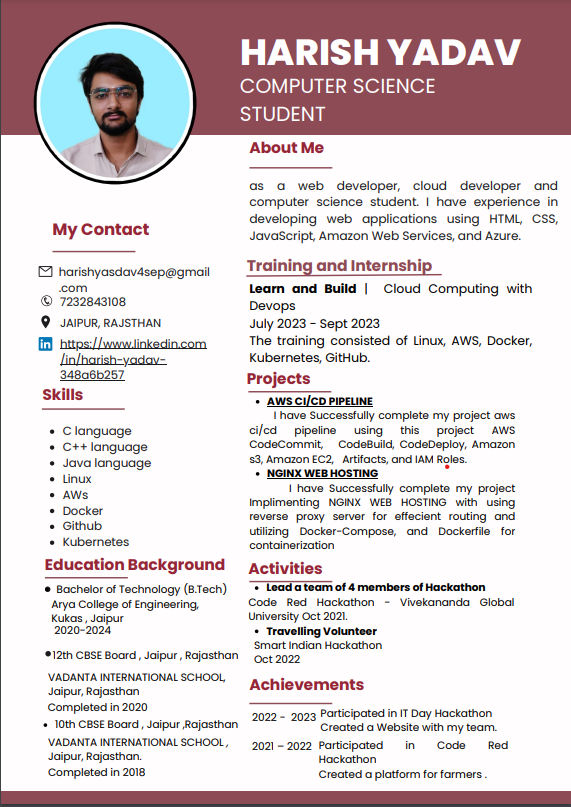 HARISH YADAV
COMPUTER SCIENCE
STUDENT
My Contact
harishyasdav4sep@gmail
.com
7232843108
JAIPUR, RAJSTHAN
in
https://www.linkedin.com
/in/harish-yadav-
348a6b257
Skills
C language
C++ language
Java language
Linux
AWs
Docker
Github
Kubernetes
Education Background
Bachelor of Technology (B.Tech)
Arya College of Engineering,
Kukas , Jaipur
2020-2024
12th CBSE Board , Jaipur , Rajasthan
VADANTA INTERNATIONAL SCHOOL,
Jaipur, Rajasthan
Completed in 2020
10th CBSE Board , Jaipur ,Rajasthan
VADANTA INTERNATIONAL SCHOOL ,
Jaipur, Rajasthan.
Completed in 2018
About Me
as a web developer, cloud developer and
computer science student. I have experience in
developing web applications using HTML, CSS,
JavaScript, Amazon Web Services, and Azure.
Training and Internship
Learn and Build | Cloud Computing with
Devops
July 2023 - Sept 2023
The training consisted of Linux, AWS, Docker,
Kubernetes, GitHub.
Projects
AWS CI/CD PIPELINE
I have Successfully complete my project aws
ci/cd pipeline using this project AWS
CodeCommit, CodeBuild, CodeDeploy, Amazon
s3, Amazon EC2, Artifacts, and IAM Roles.
NGINX WEB HOSTING
I have Successfully complete my project
Implimenting NGINX WEB HOSTING with using
reverse proxy server for effecient routing and
utilizing Docker-Compose, and Dockerfile for
containerization
Activities
Lead a team of 4 members of Hackathon
Code Red Hackathon - Vivekananda Global
University Oct 2021.
Travelling Volunteer
Smart Indian Hackathon
Oct 2022
Achievements
2022 - 2023 Participated in IT Day Hackathon
Created a Website with my team.
2021 – 2022 Participated in Code Red
Hackathon
Created a platform for farmers .